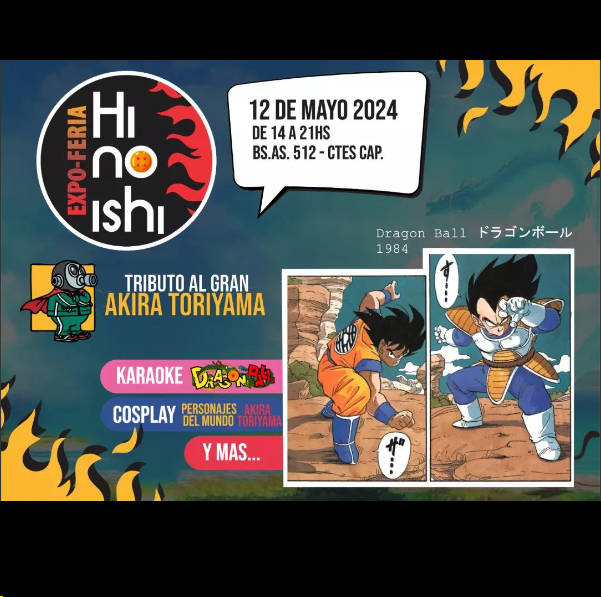 EXPO-FERIA
Hi
no
ishi
12 DE MAYO 2024
DE 14 A 21HS
BS.AS. 512 - CTES CAP.
Dragon Ball ドラゴンボール
1984
TRIBUTO AL GRAN
AKIRA TORIYAMA
KARAOKE DRAGON BALL
COSPLAY PERSONAJES DEL MUNDO AKIRA TORIYAMA
Y MAS...
ザ…
す…